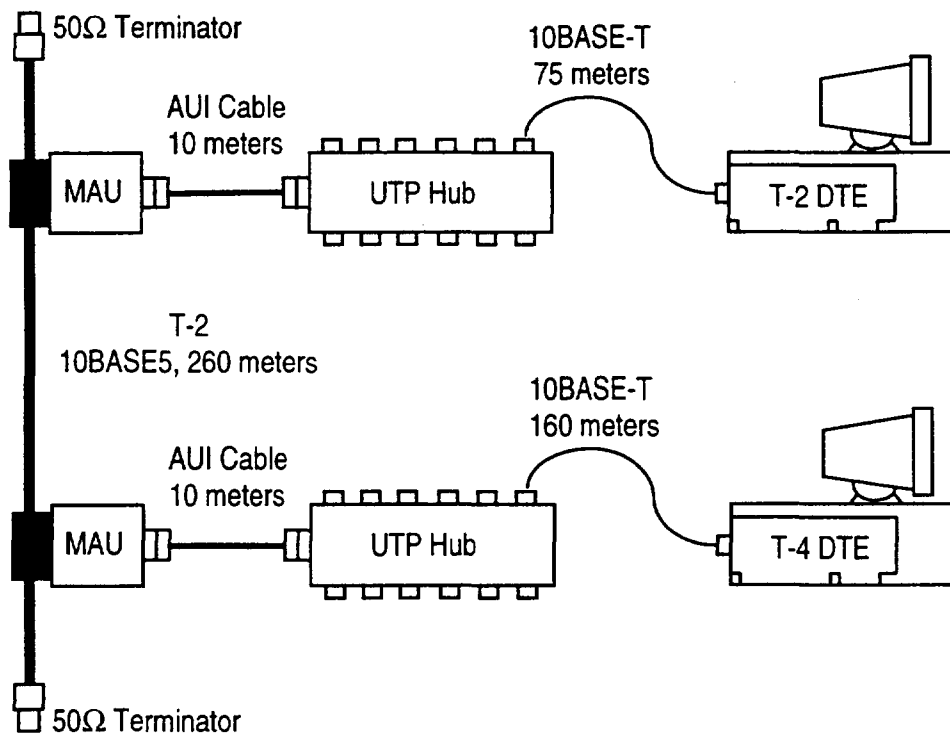 50Ω Terminator
10BASE-T
75 meters
AUI Cable
10 meters
MAU
UTP Hub
T-2 DTE
T-2
10BASE5, 260 meters
10BASE-T
160 meters
AUI Cable
10 meters
MAU
UTP Hub
T-4 DTE
50Ω Terminator